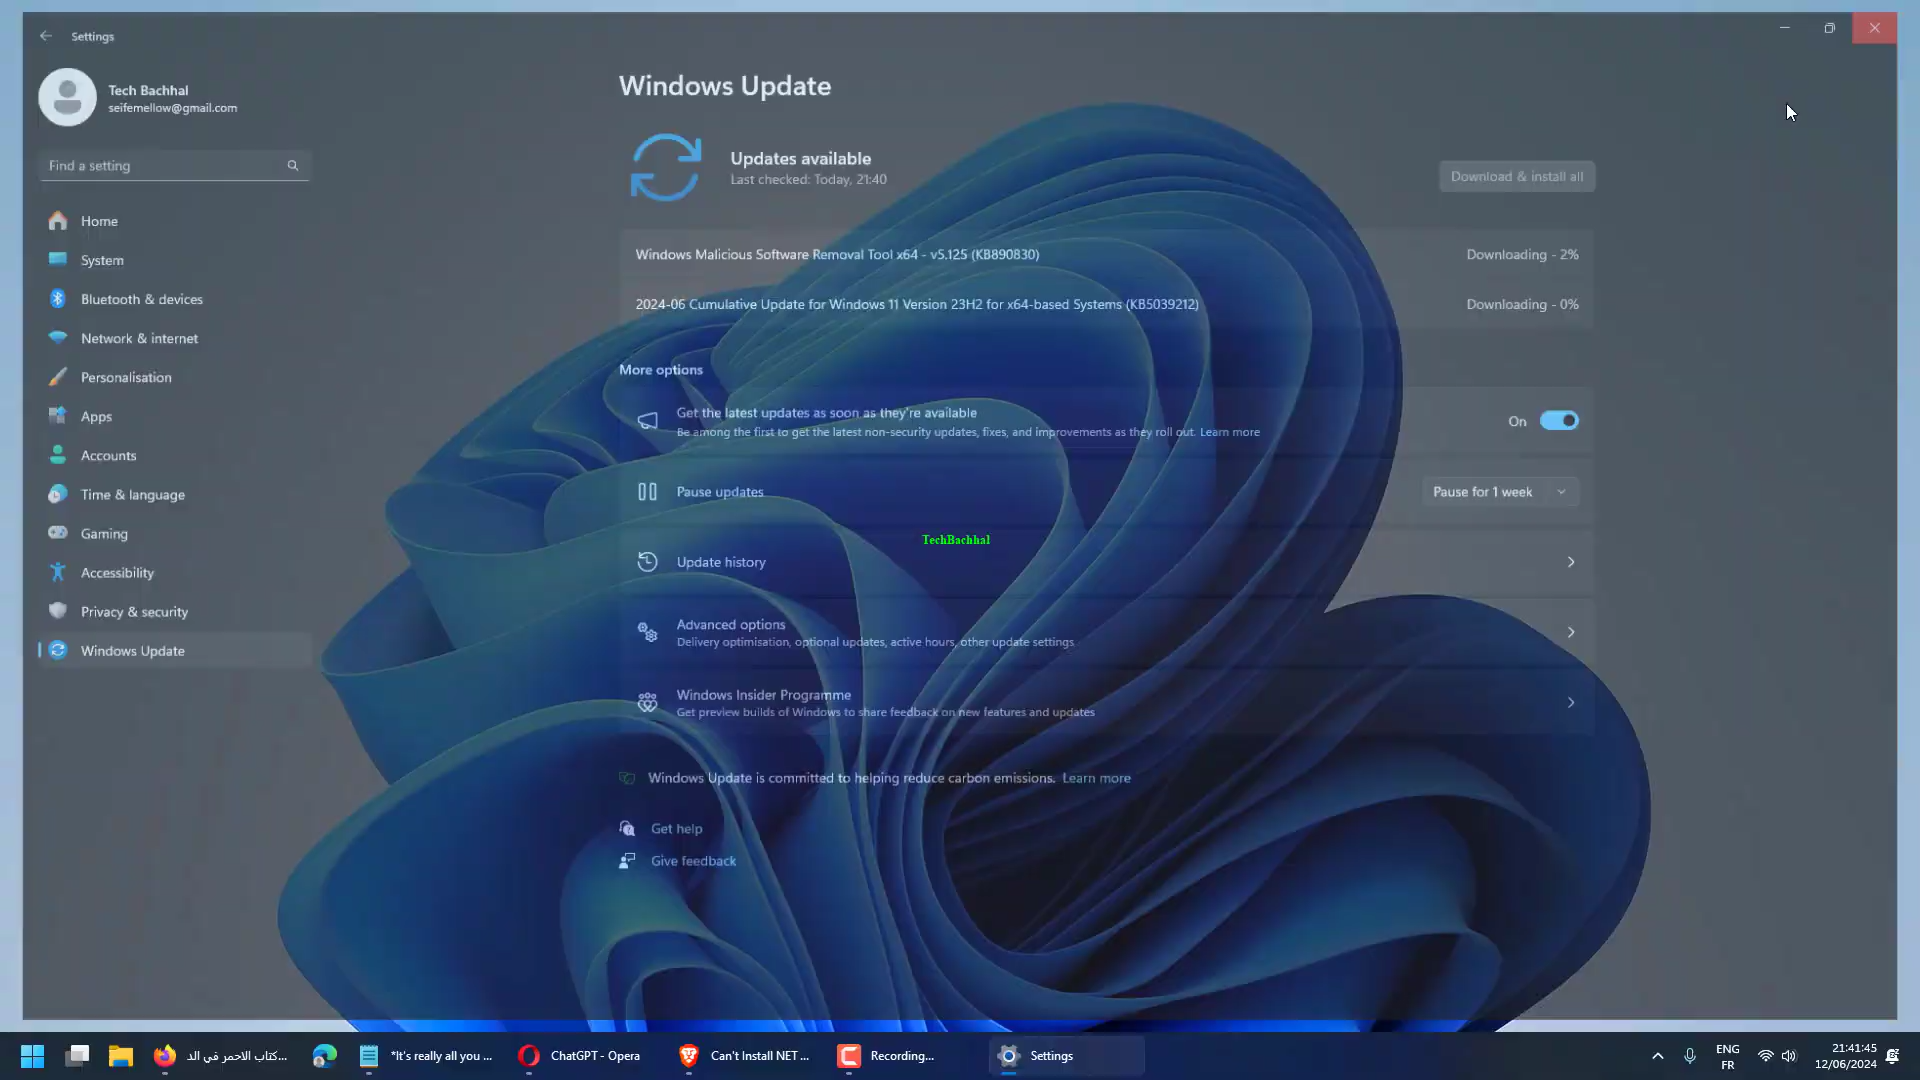 Settings
Tech Bachhal
seifemellow@gmail.com
Find a setting
Home
System
Bluetooth & devices
Network & internet
Personalisation
Apps
Accounts
Time & language
Gaming
Accessibility
Privacy & security
Windows Update
Windows Update
Updates available
Last checked: Today, 21:40
Download & install all
Windows Malicious Software Removal Tool x64 - v5.125 (KB890830)
Downloading - 2%
2024-06 Cumulative Update for Windows 11 Version 23H2 for x64-based Systems (KB5039212)
Downloading - 0%
More options
Get the latest updates as soon as they're available
Be among the first to get the latest non-security updates, fixes, and improvements as they roll out. Learn more
On
Pause updates
Pause for 1 week
TechBachhal
Update history
Advanced options
Delivery optimisation, optional updates, active hours, other update settings
Windows Insider Programme
Get preview builds of Windows to share feedback on new features and updates
Windows Update is committed to helping reduce carbon emissions. Learn more
Get help
Give feedback
كتاب الاحمر في الد...
*It's really all you ...
ChatGPT - Opera
Can't Install NET ...
Recording...
Settings
ENG
FR
21:41:45
12/06/2024